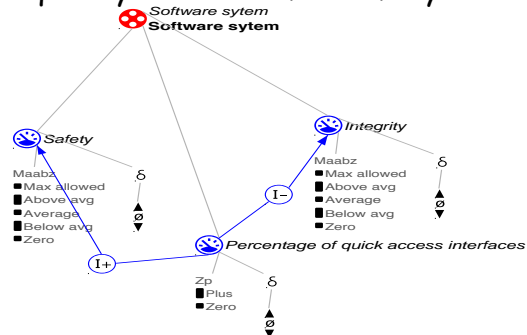 Software sytem
Software sytem
Safety
Integrity
Maabz
Max allowed
Above avg
Average
Below avg
Zero
δ
ø
Maabz
Max allowed
Above avg
Average
Below avg
Zero
δ
ø
I-
I+
Percentage of quick access interfaces
Zp
Plus
Zero
δ
ø